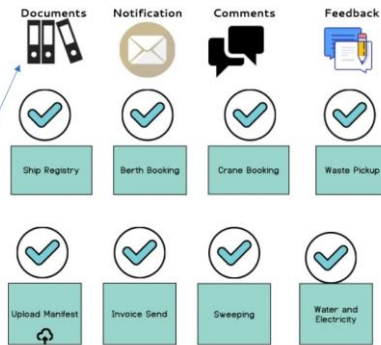 Documents Notification Comments Feedback
Ship Registry Berth Booking Crane Booking Waste Pickup
Upload Manifest Invoice Send Sweeping Water and
Electricity